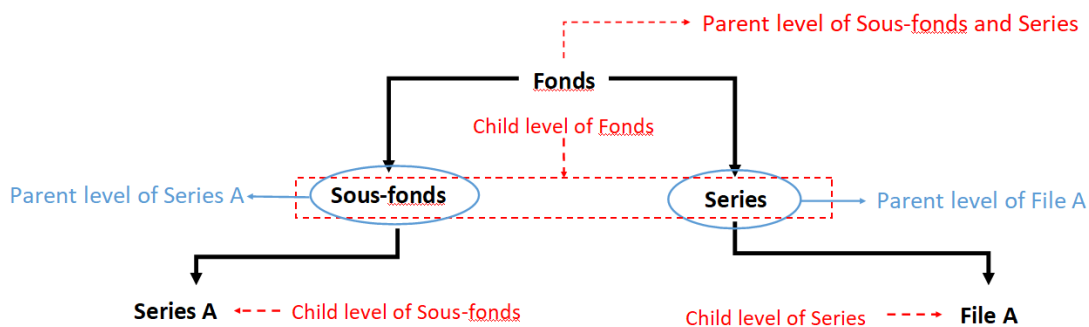 Parent level of Sous-fonds and Series
Fonds
Child level of Fonds
Parent level of Series A
Sous-fonds
Series
Parent level of File A
Series A
Child level of Sous-fonds
Child level of Series
File A